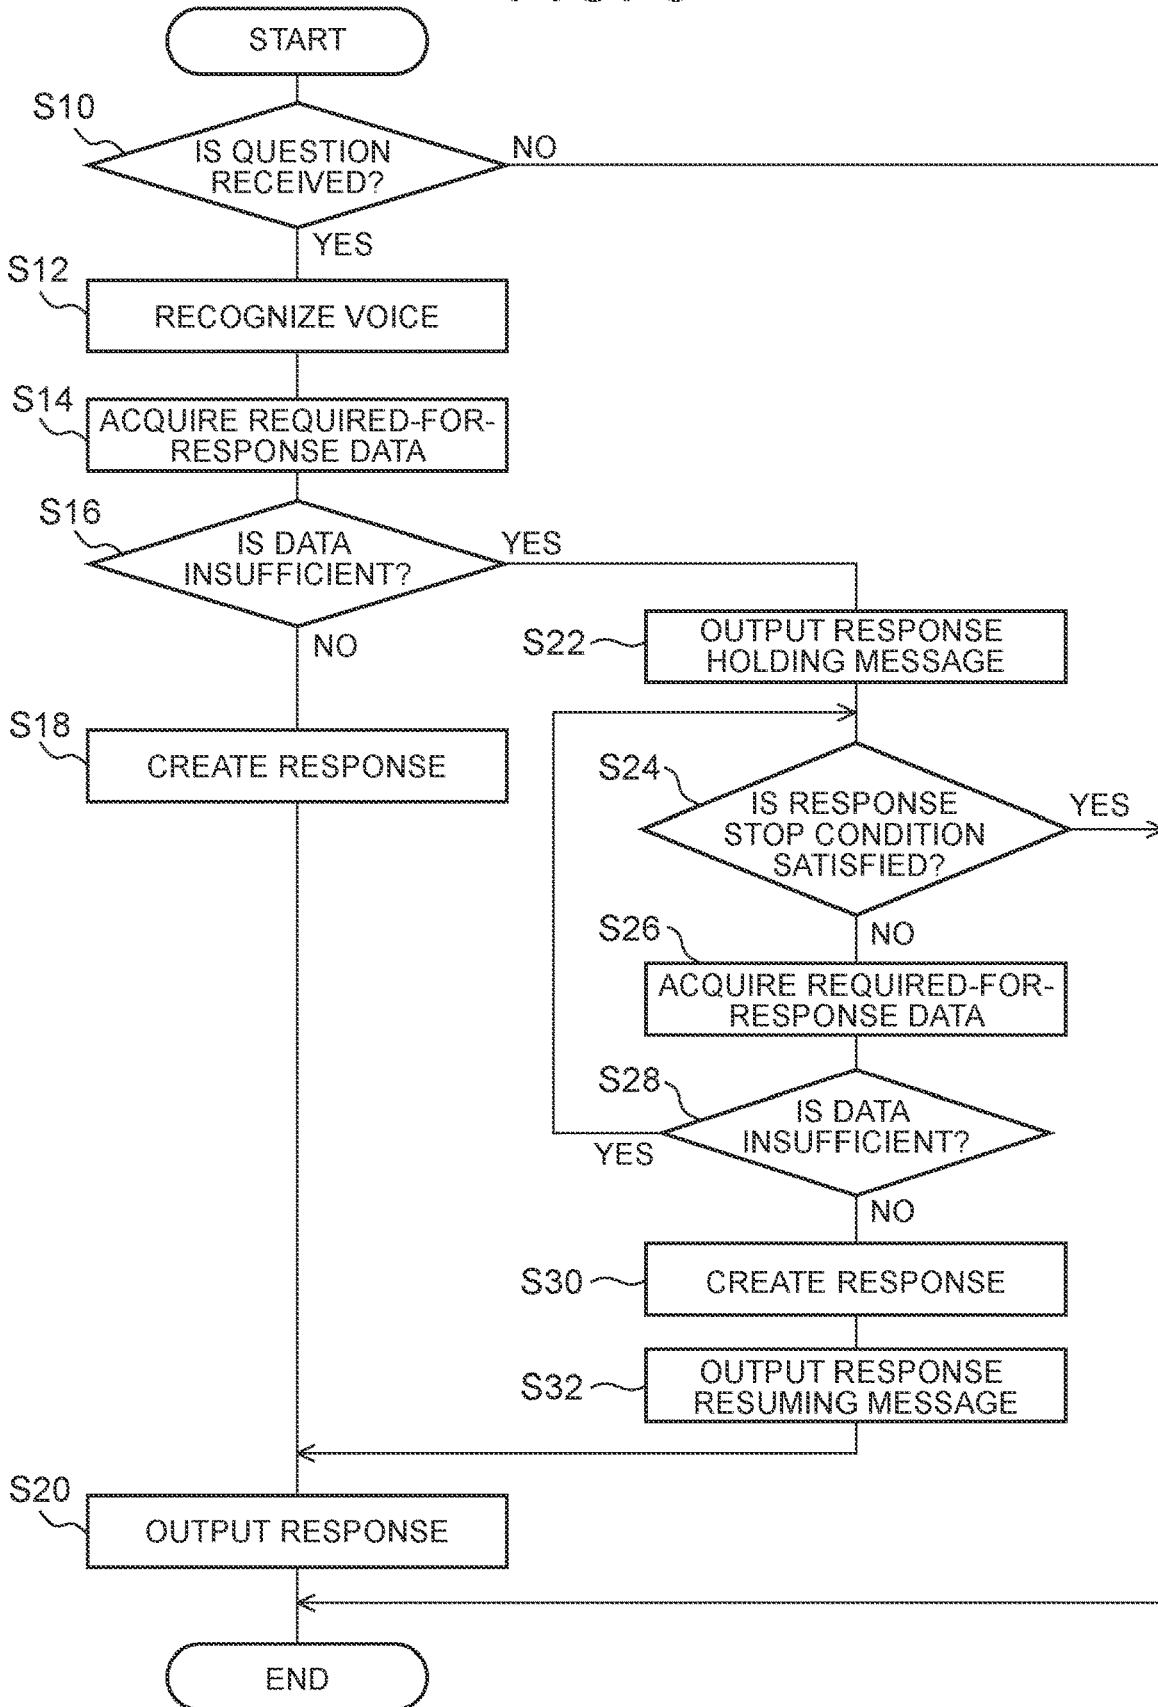 START
S10
IS QUESTION
RECEIVED?
NO
YES
S12
RECOGNIZE VOICE
S14
ACQUIRE REQUIRED-FOR-
RESPONSE DATA
S16
IS DATA
INSUFFICIENT?
YES
NO
S22
OUTPUT RESPONSE
HOLDING MESSAGE
S18
CREATE RESPONSE
S24
IS RESPONSE
STOP CONDITION
SATISFIED?
YES
NO
S26
ACQUIRE REQUIRED-FOR-
RESPONSE DATA
S28
IS DATA
INSUFFICIENT?
YES
NO
S30
CREATE RESPONSE
S32
OUTPUT RESPONSE
RESUMING MESSAGE
S20
OUTPUT RESPONSE
END